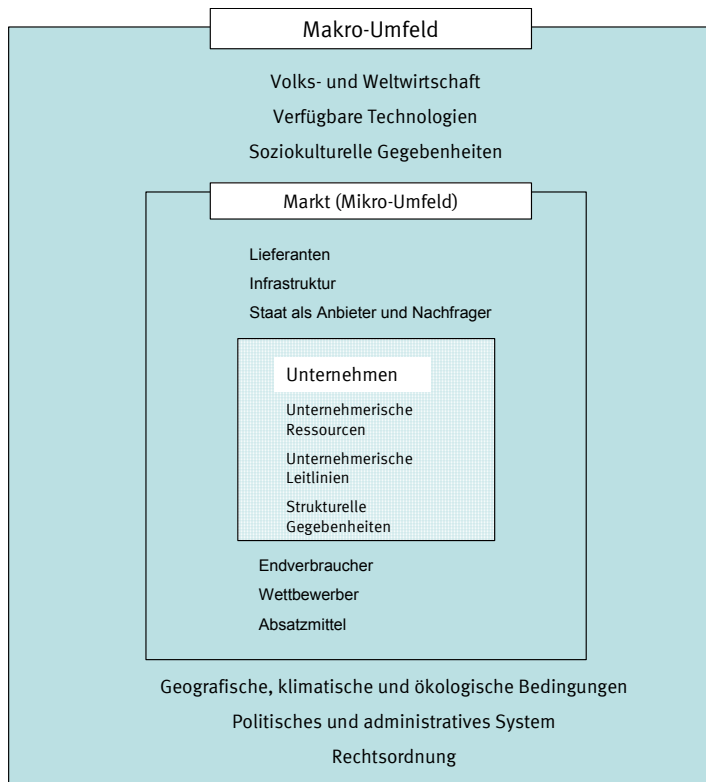 Makro-Umfeld
Volks- und Weltwirtschaft
Verfügbare Technologien
Soziokulturelle Gegebenheiten
Markt (Mikro-Umfeld)
Lieferanten
Infrastruktur
Staat als Anbieter und Nachfrager
Unternehmen
Unternehmerische
Ressourcen
Unternehmerische
Leitlinien
Strukturelle
Gegebenheiten
Endverbraucher
Wettbewerber
Absatzmittel
Geografische, klimatische und ökologische Bedingungen
Politisches und administratives System
Rechtsordnung